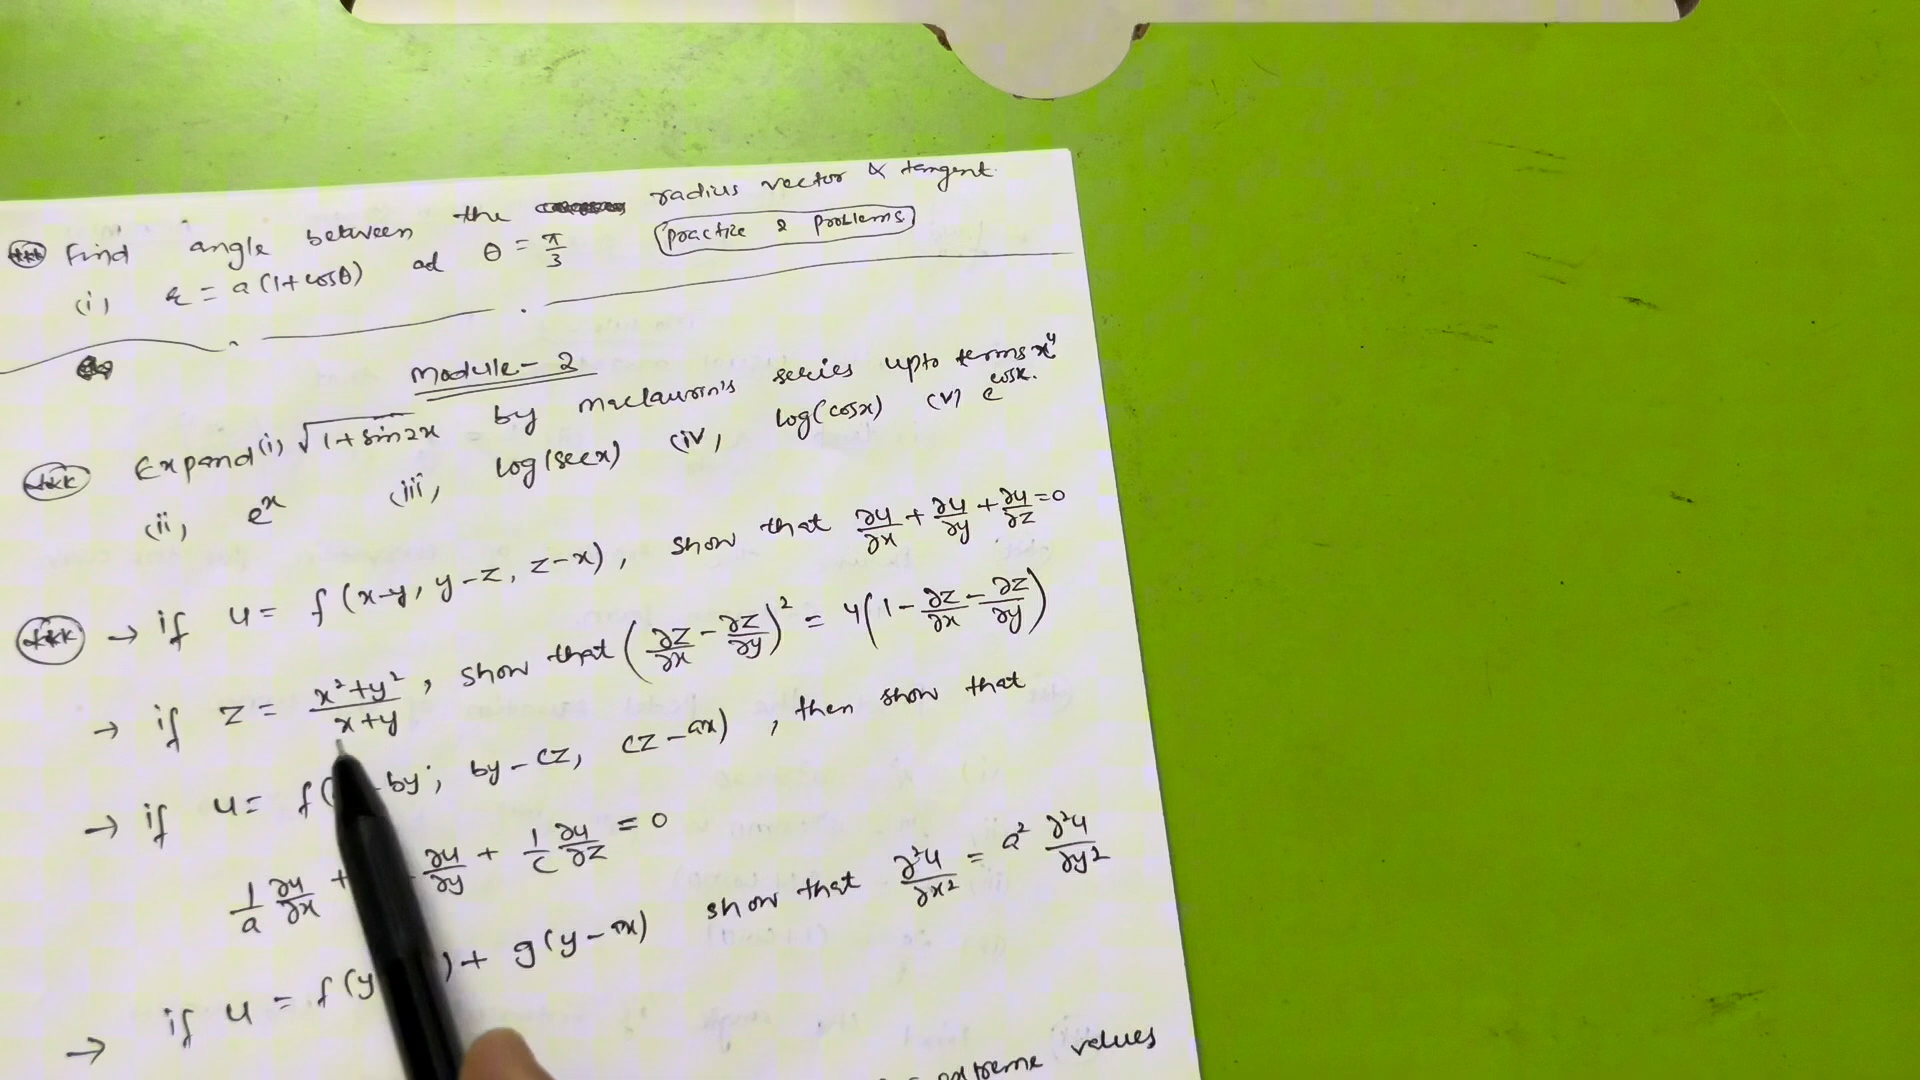 *** Find angle between the radius vector & tangent.
(i) r = a(1+cosθ) ad θ = π/3 (practice 2 problems)
Module-2
*** Expand (i) √(1+sin2x) by maclaurin's series upto terms x⁴
(ii, eˣ (iii, log(secx) (iv, log(cosx) (v) e^cosx.
*** → if u = f(x-y, y-z, z-x), show that ∂u/∂x + ∂u/∂y + ∂u/∂z = 0
→ if z = (x²+y²)/(x+y), show that (∂z/∂x - ∂z/∂y)² = 4(1 - ∂z/∂x - ∂z/∂y)
→ if u = f( by, by-cz, cz-ax), then show that
1/a ∂u/∂x + ∂u/∂y + 1/c ∂u/∂z = 0
→ if u = f(y ) + g(y-ax) show that ∂²u/∂x² = a² ∂²u/∂y²
extreme values